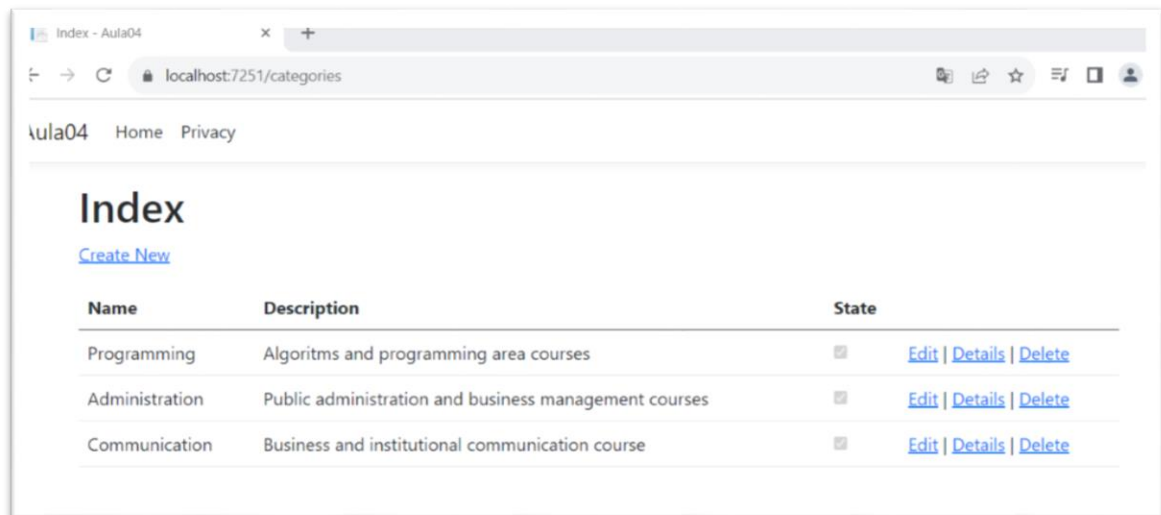 Index - Aula04
localhost:7251/categories
Aula04 Home Privacy
Index
Create New
Name Description State
Programming Algoritms and programming area courses Edit | Details | Delete
Administration Public administration and business management courses Edit | Details | Delete
Communication Business and institutional communication course Edit | Details | Delete